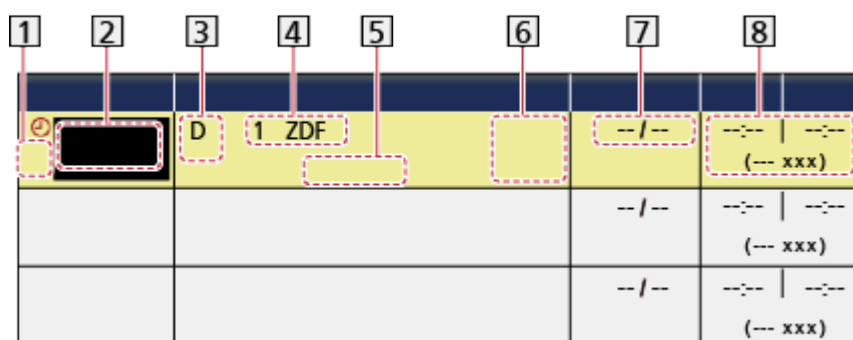 1 2 3 4 5 6 7 8
D 1 ZDF -- / -- --:-- | --:--
(--- xxx)
-- / -- --:-- | --:--
(--- xxx)
-- / -- --:-- | --:--
(--- xxx)